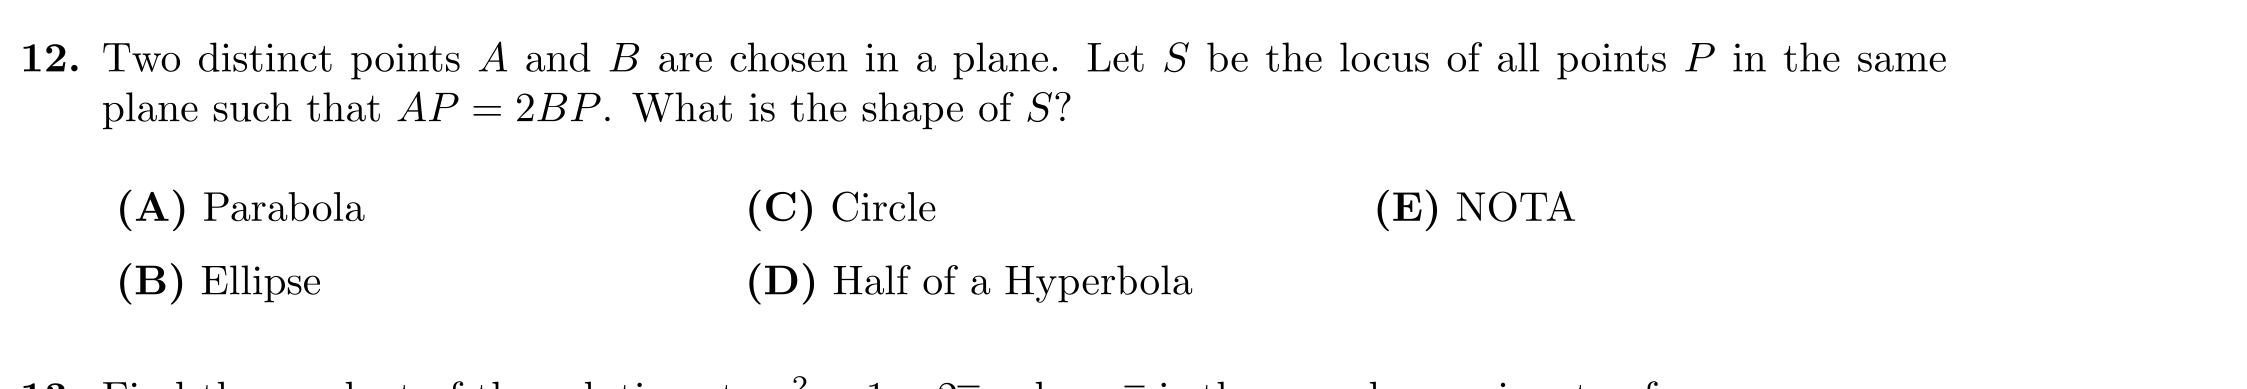 12. Two distinct points A and B are chosen in a plane. Let S be the locus of all points P in the same
plane such that AP = 2BP. What is the shape of S?
(A) Parabola
(B) Ellipse
(C) Circle
(D) Half of a Hyperbola
(E) NOTA